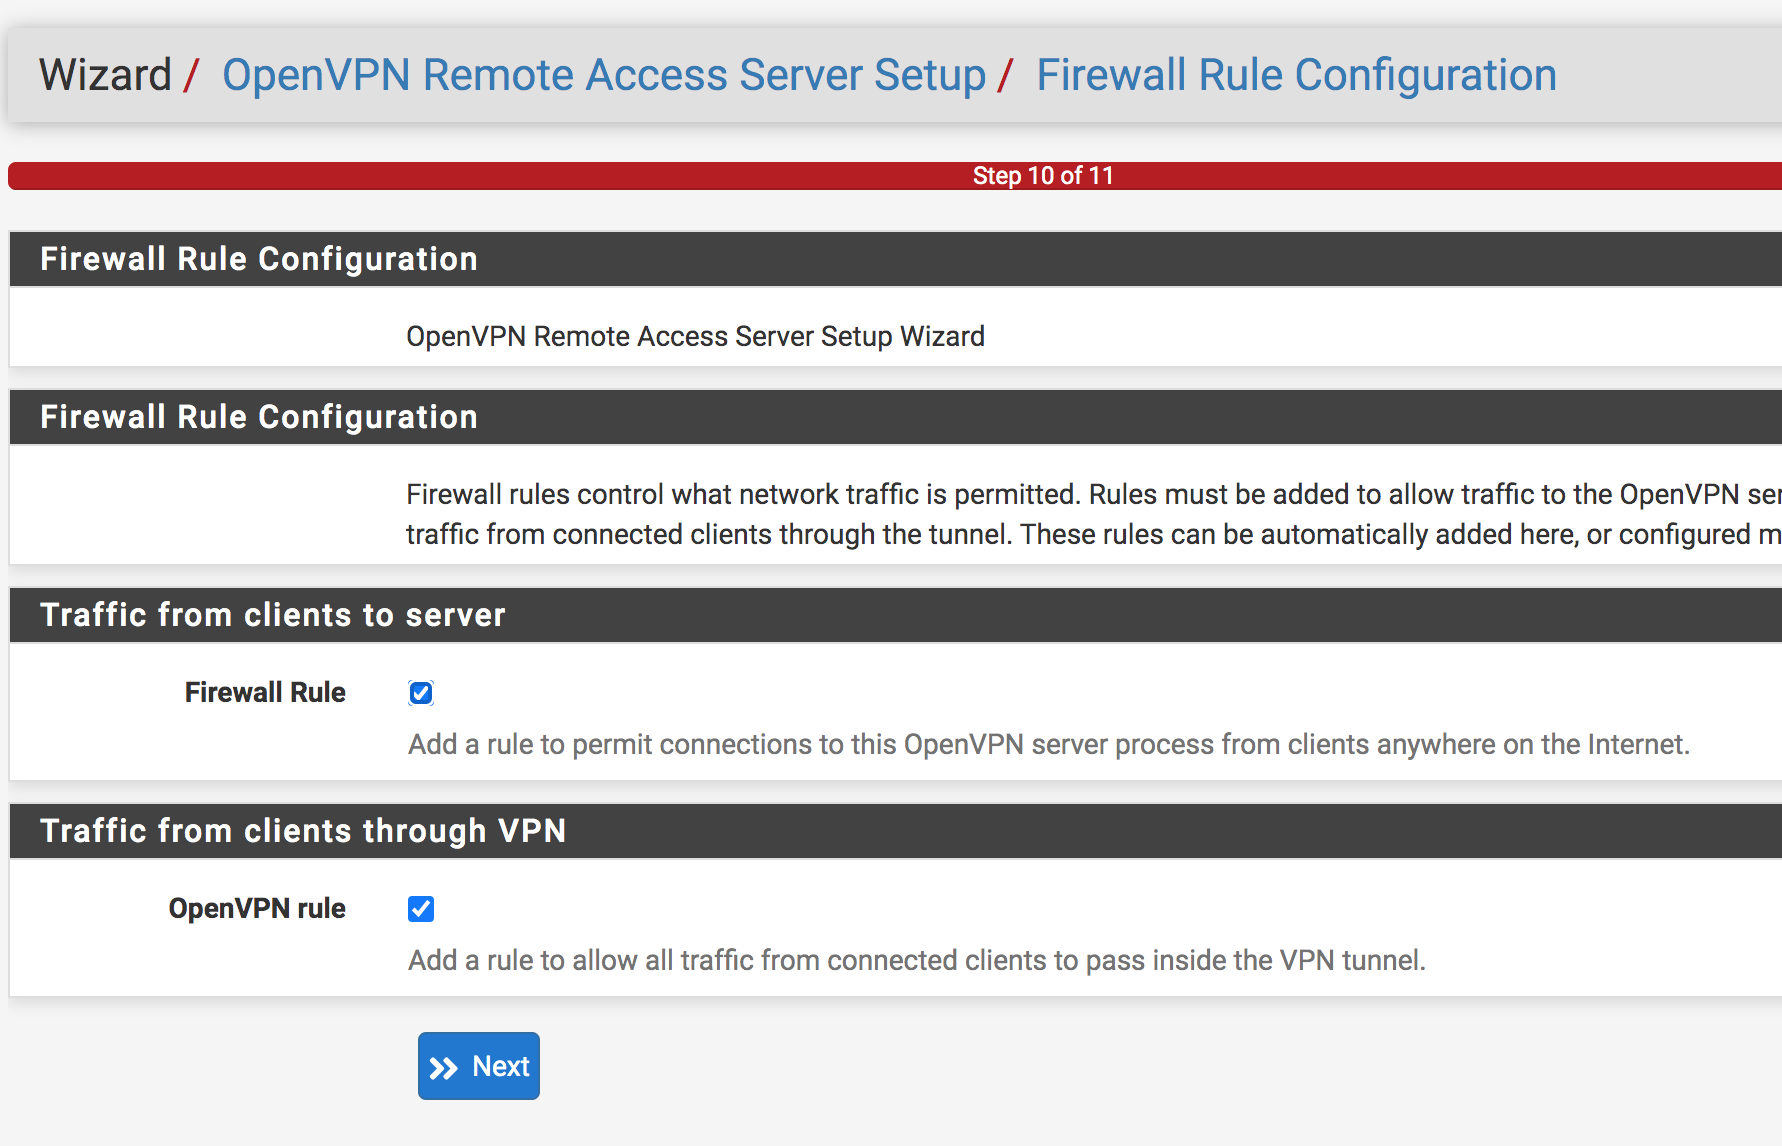 Wizard / OpenVPN Remote Access Server Setup / Firewall Rule Configuration
Step 10 of 11
Firewall Rule Configuration
OpenVPN Remote Access Server Setup Wizard
Firewall Rule Configuration
Firewall rules control what network traffic is permitted. Rules must be added to allow traffic to the OpenVPN
traffic from connected clients through the tunnel. These rules can be automatically added here, or configured
Traffic from clients to server
Firewall Rule
Add a rule to permit connections to this OpenVPN server process from clients anywhere on the Internet.
Traffic from clients through VPN
OpenVPN rule
Add a rule to allow all traffic from connected clients to pass inside the VPN tunnel.
Next